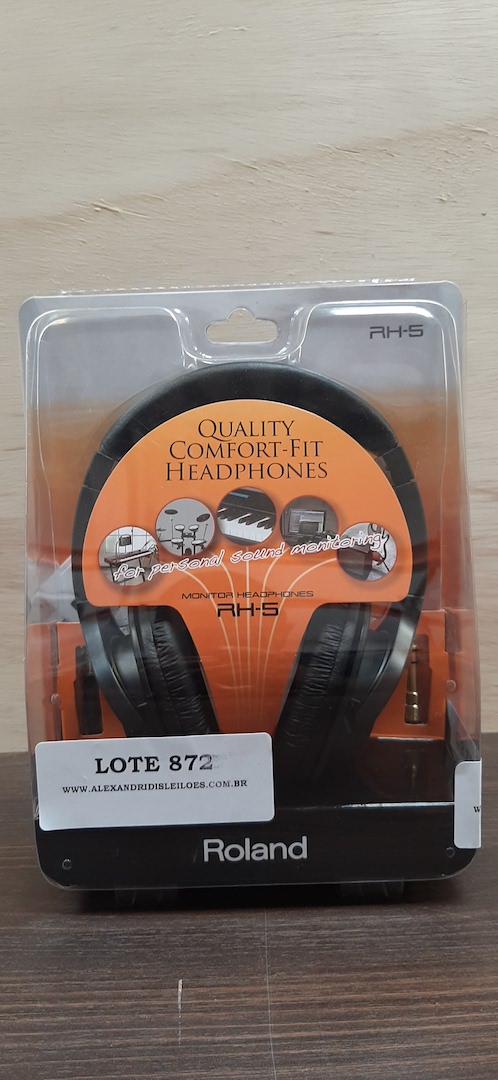 RH-5
QUALITY
COMFORT-FIT
HEADPHONES
for personal sound monitoring
MONITOR HEADPHONES
RH-5
LOTE 872
WWW.ALEXANDRIDISLEILOES.COM.BR
Roland